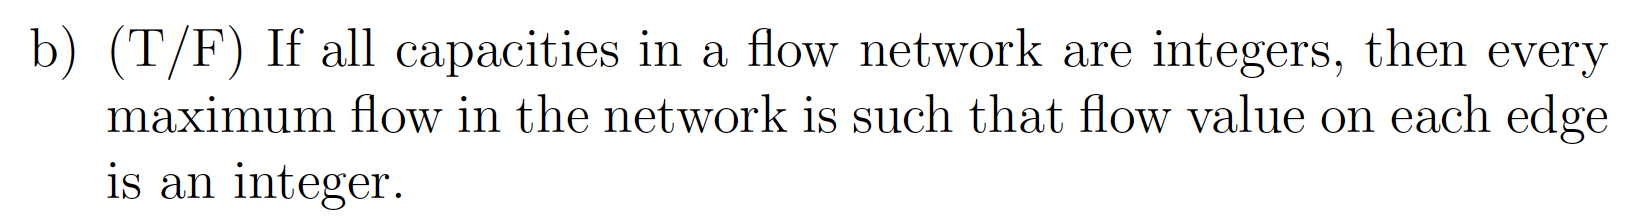 b) (T/F) If all capacities in a flow network are integers, then every
maximum flow in the network is such that flow value on each edge
is an integer.